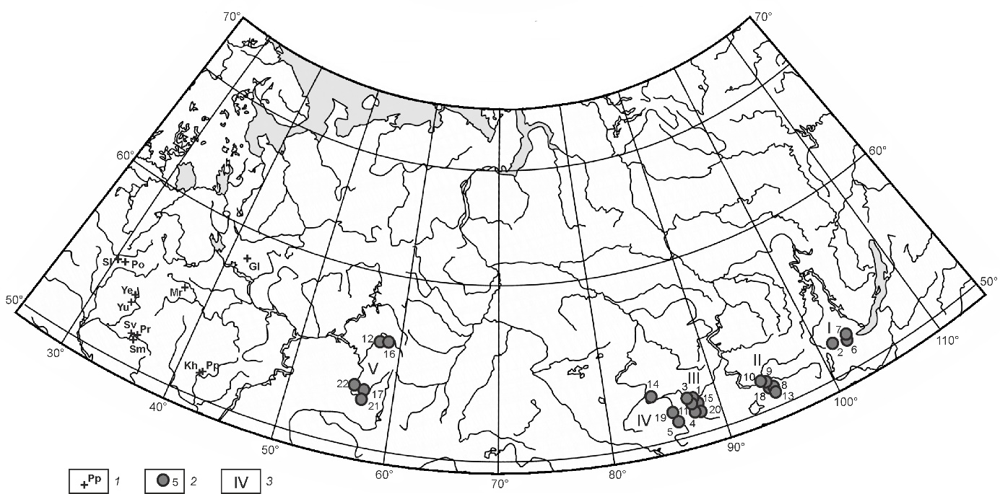 70°
70°
60°
60°
Sl
Po
Gl
Ye
Mr
Yu
50°
50°
Sv
Pr
Sm
Kh
Pp
12
16
V
22
17
21
I
7
2
6
110°
II
10
9
8
18
13
100°
III
14
3
1
15
11
20
IV
19
4
5
30°
40°
50°
60°
70°
80°
90°
Pp 1
5 2
IV 3